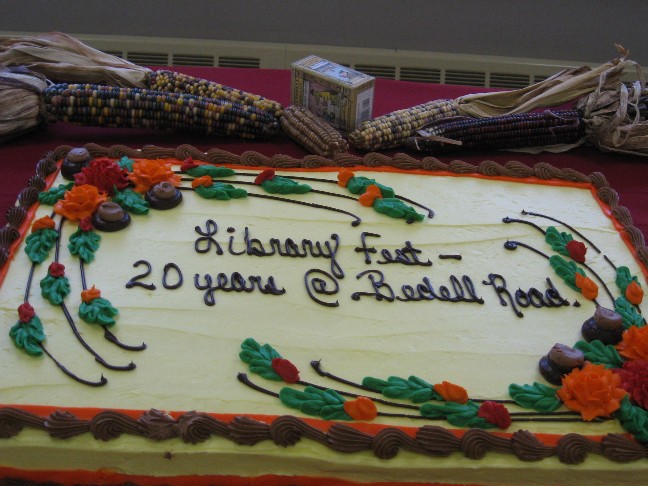 Library Fest -
20 years @ Bedell Road.